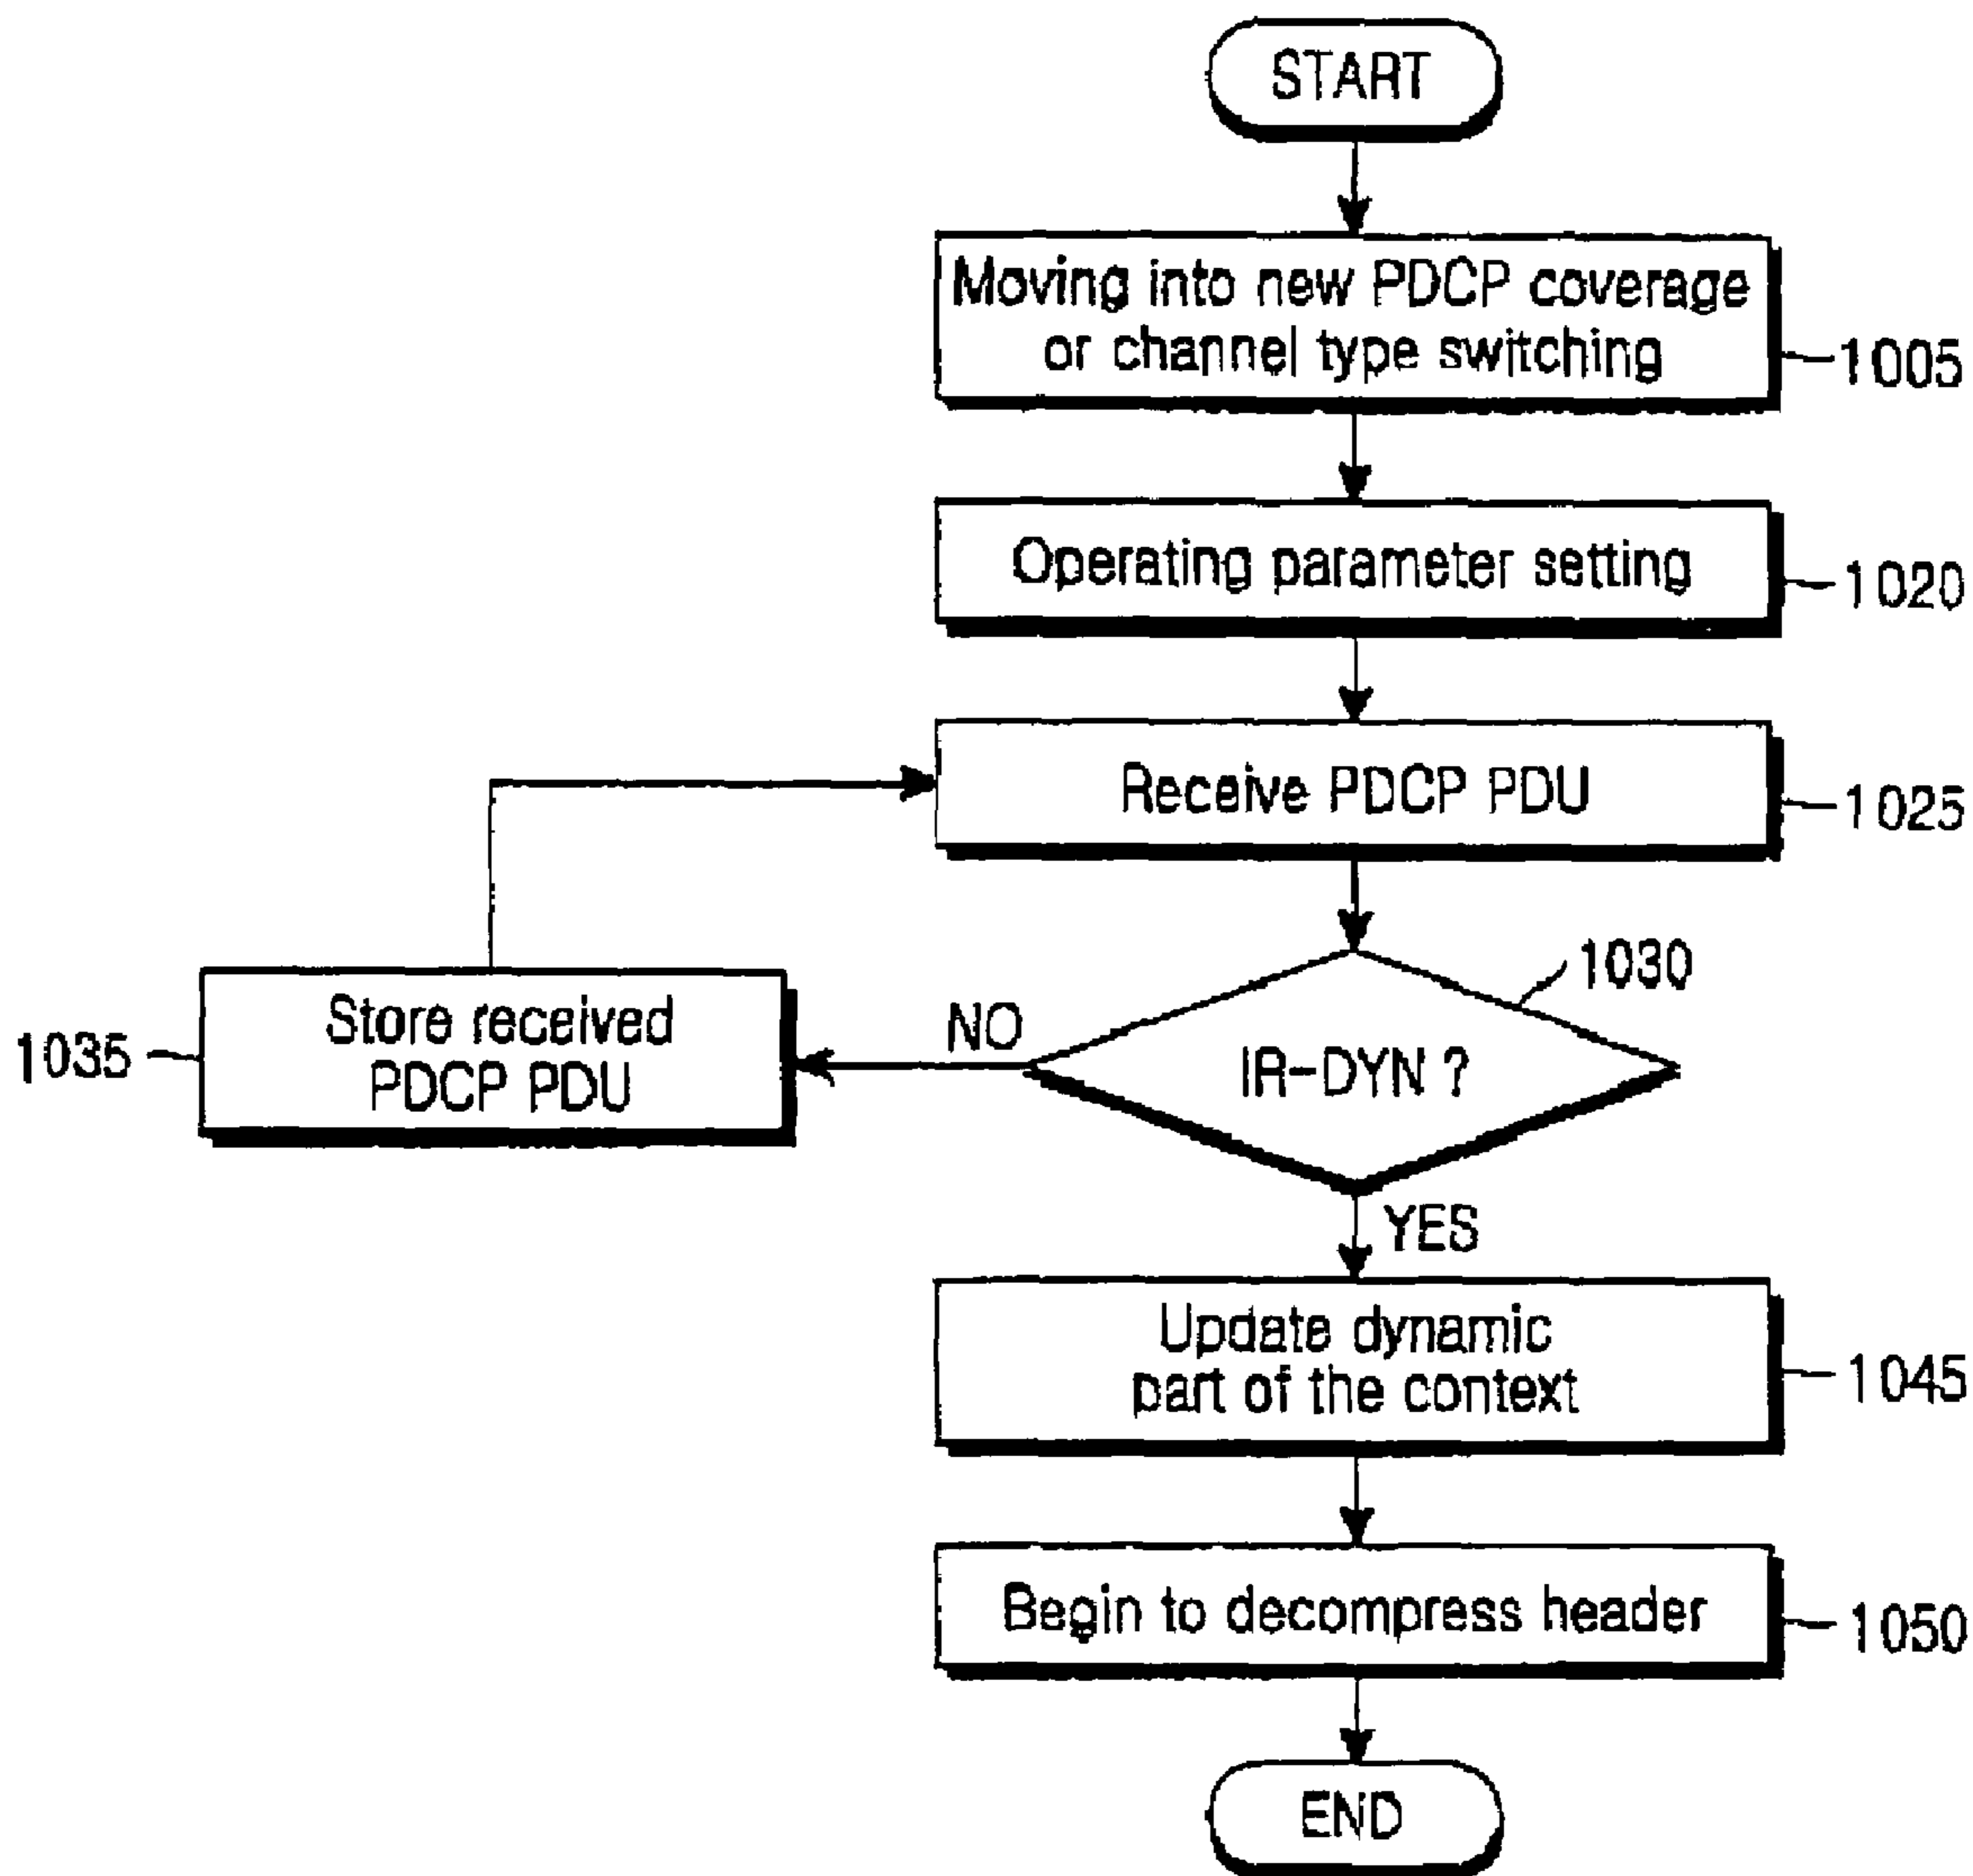 START
Moving into new PDCP coverage
or channel type switching
1005
Operating parameter setting
1020
Receive PDCP PDU
1025
1030
IR-DYN ?
NO
Store received
PDCP PDU
1035
YES
Update dynamic
part of the context
1045
Begin to decompress header
1050
END